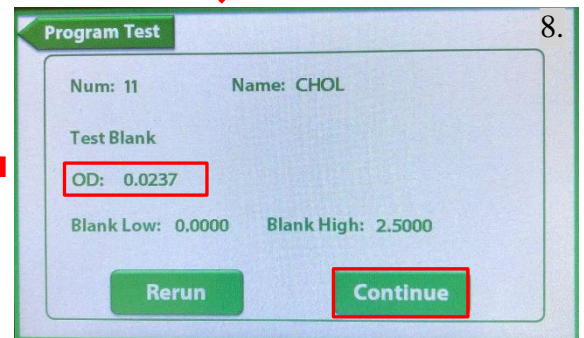 Program Test 8.
Num: 11 Name: CHOL
Test Blank
OD: 0.0237
Blank Low: 0.0000 Blank High: 2.5000
Rerun Continue